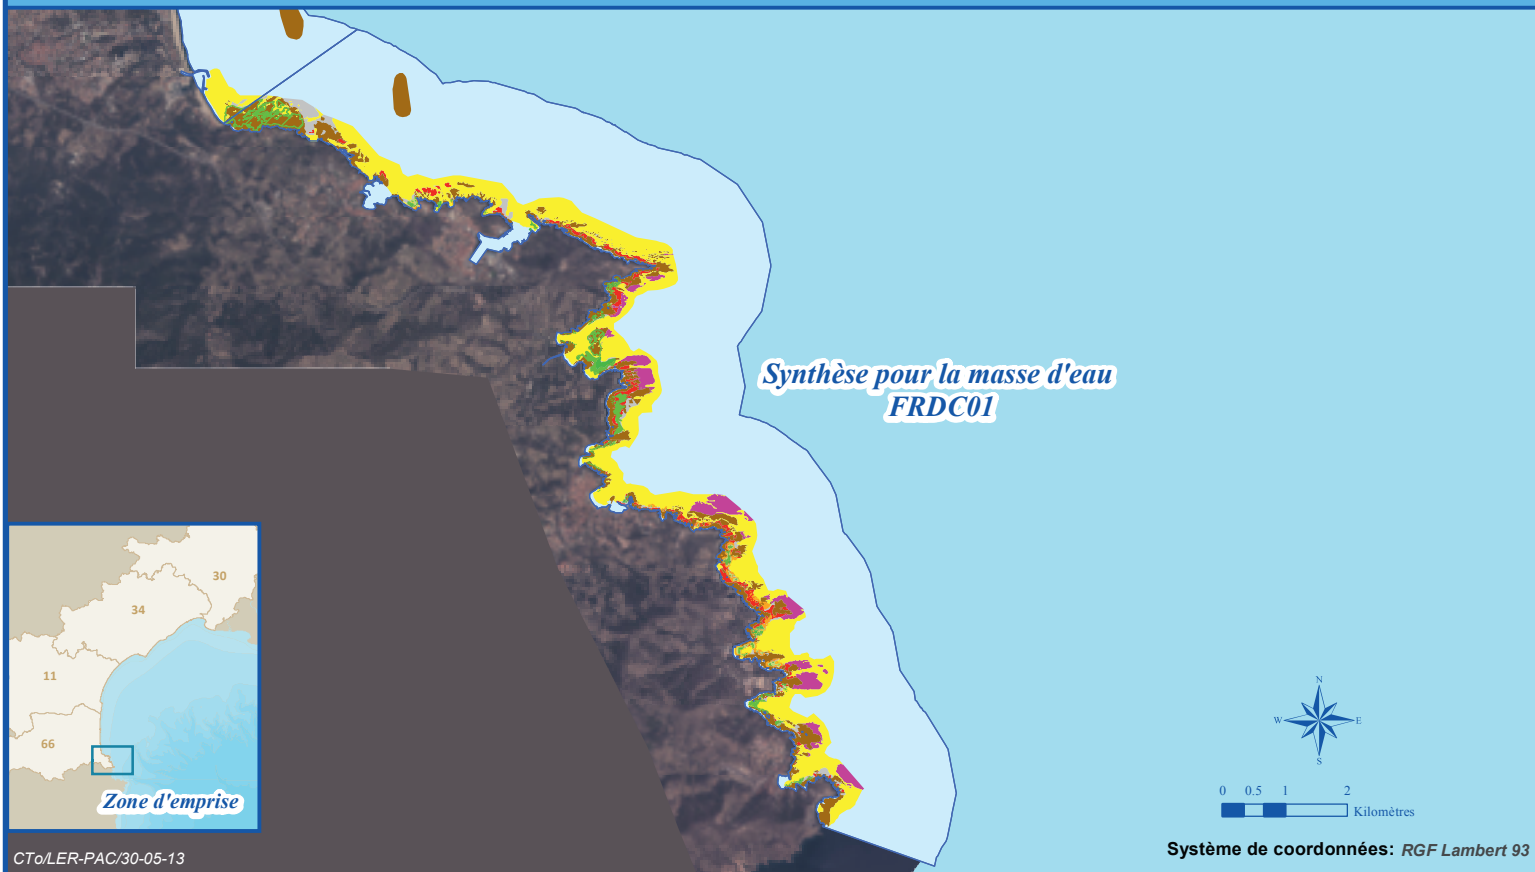 Synthèse pour la masse d'eau
FRDC01
30
34
11
66
Zone d'emprise
N
W
E
S
0 0.5 1 2
Kilomètres
CTo/LER-PAC/30-05-13
Système de coordonnées: RGF Lambert 93